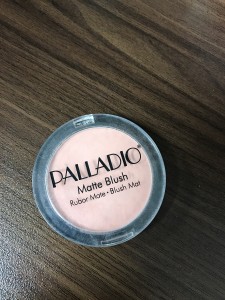 PALLADIO®
Matte Blush
Rubor Mate • Blush Mat